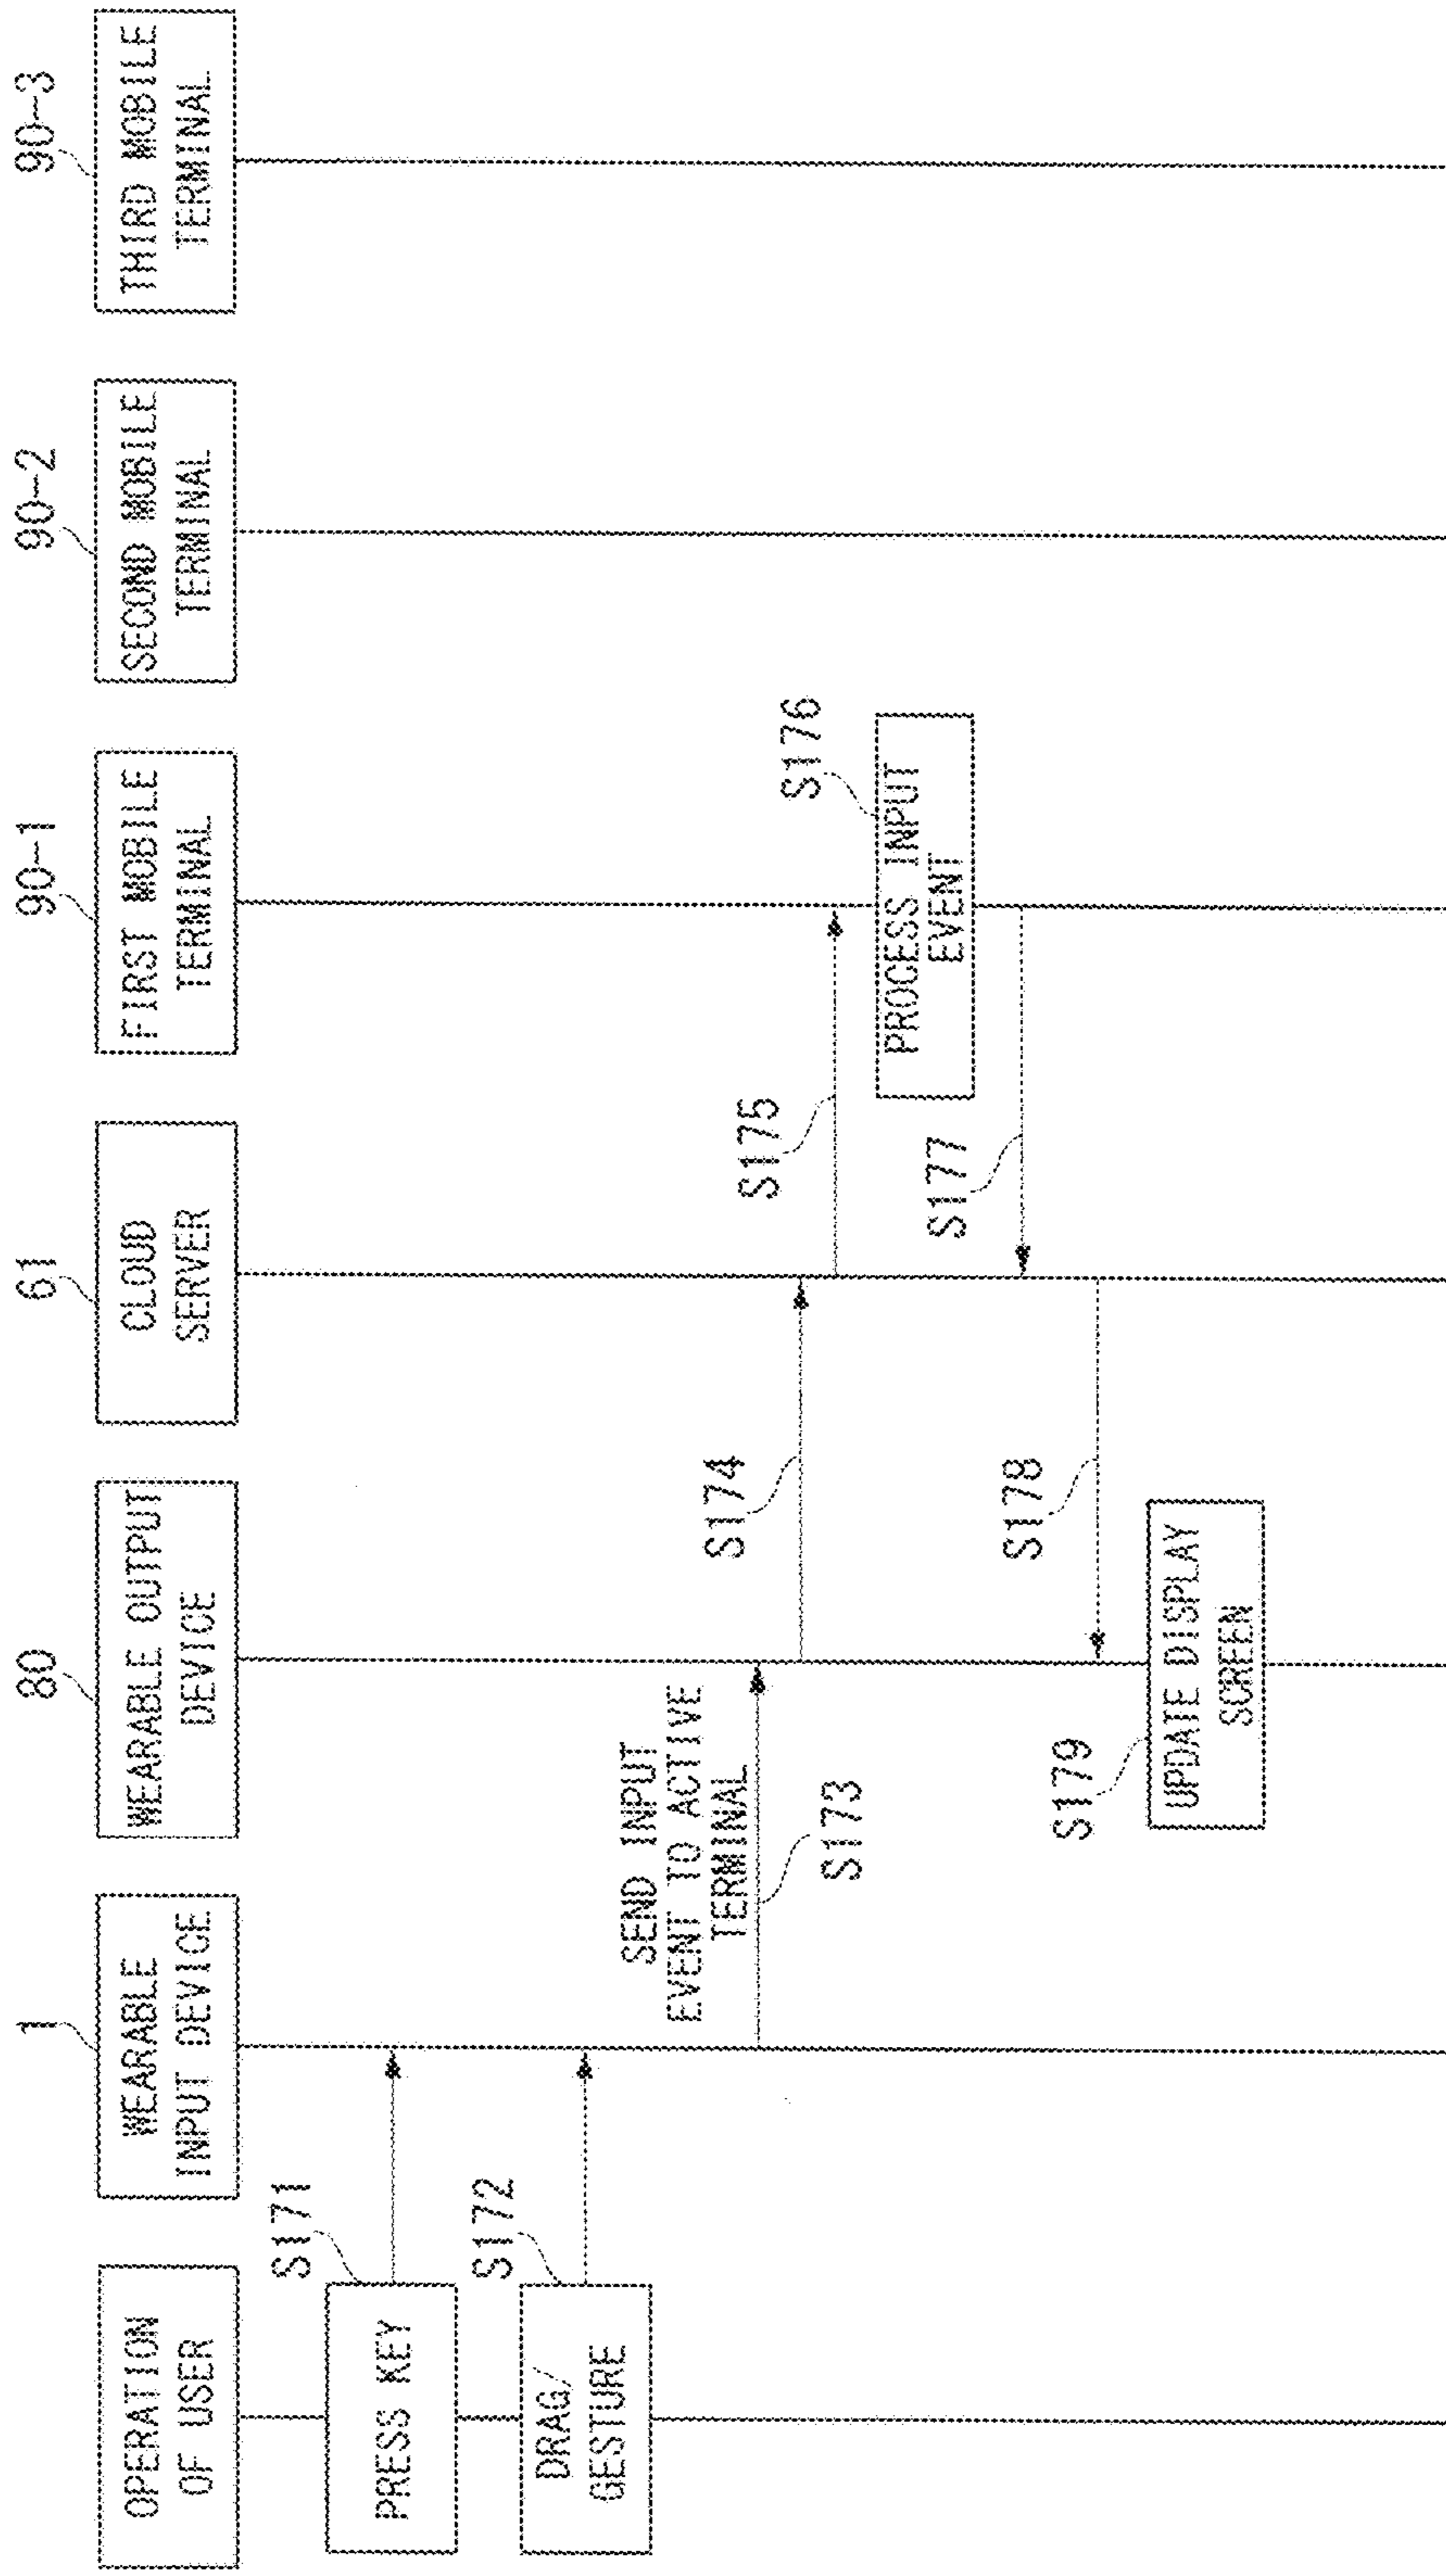 OPERATION
OF USER
1
WEARABLE
INPUT DEVICE
80
WEARABLE OUTPUT
DEVICE
61
CLOUD
SERVER
90-1
FIRST MOBILE
TERMINAL
90-2
SECOND MOBILE
TERMINAL
90-3
THIRD MOBILE
TERMINAL
S171
PRESS KEY
S172
DRAG/
GESTURE
SEND INPUT
EVENT TO ACTIVE
TERMINAL
S173
S174
S175
S176
PROCESS INPUT
EVENT
S177
S178
S179
UPDATE DISPLAY
SCREEN